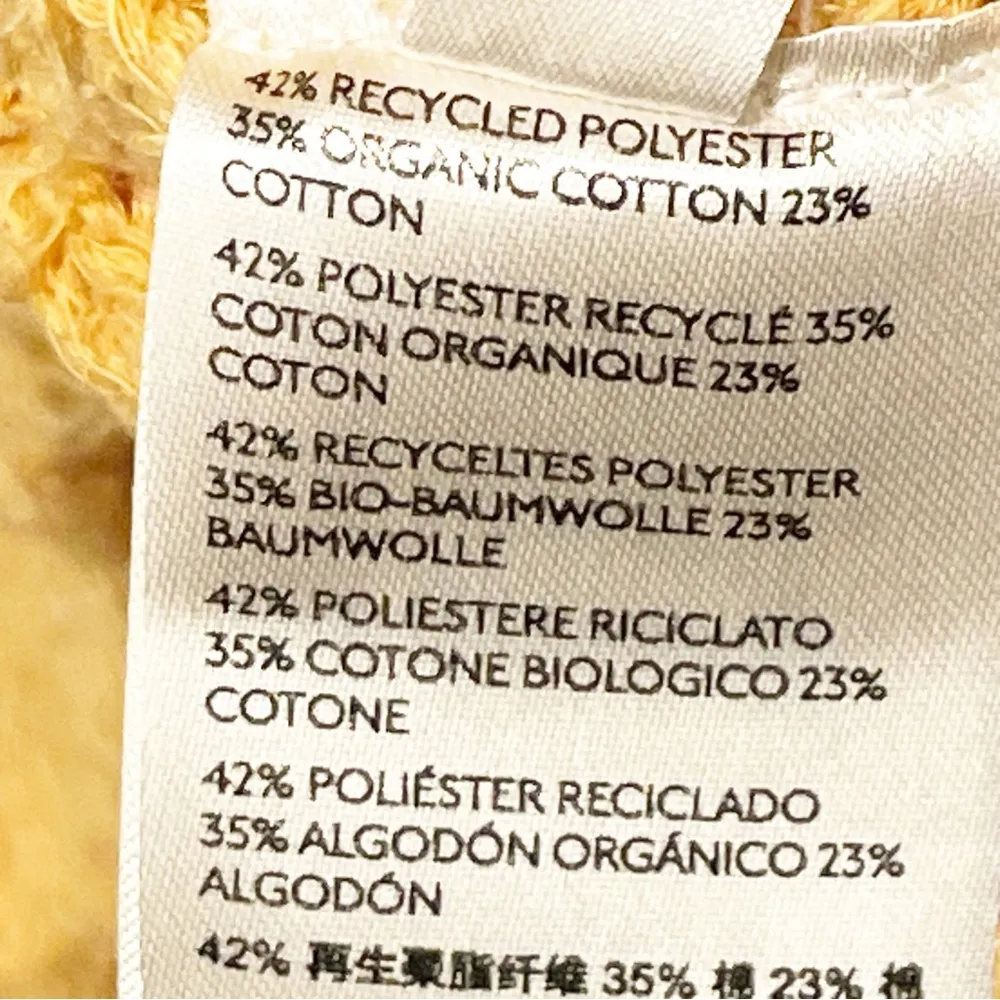 42% RECYCLED POLYESTER
35% ORGANIC COTTON 23%
COTTON
42% POLYESTER RECYCLÉ 35%
COTON ORGANIQUE 23%
COTON
42% RECYCELTES POLYESTER
35% BIO-BAUMWOLLE 23%
BAUMWOLLE
42% POLIESTERE RICICLATO
35% COTONE BIOLOGICO 23%
COTONE
42% POLIÉSTER RECICLADO
35% ALGODÓN ORGÁNICO 23%
ALGODÓN
42% 再生聚脂纤维 35% 棉 23% 棉